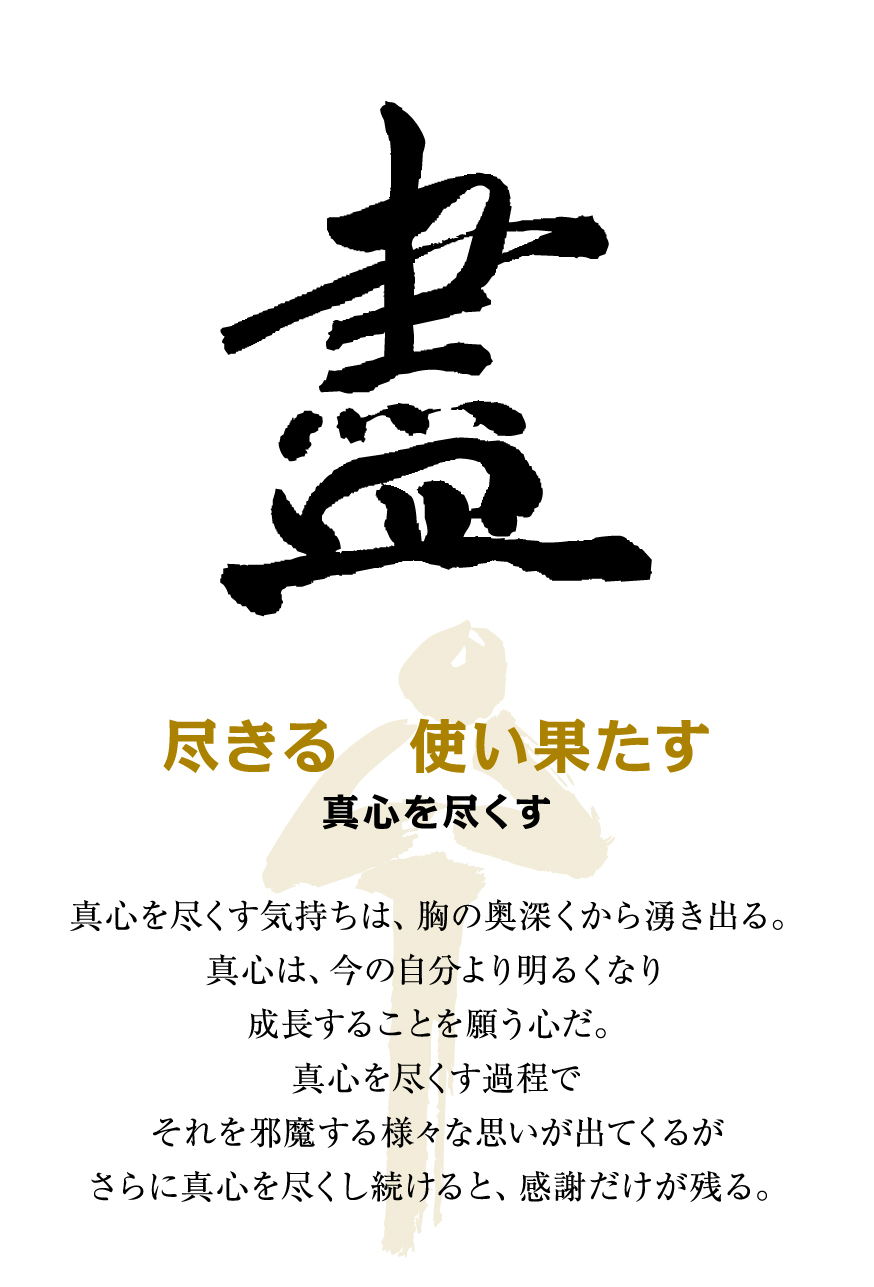 盡
尽きる　使い果たす
真心を尽くす
真心を尽くす気持ちは、胸の奥深くから湧き出る。
真心は、今の自分より明るくなり
成長することを願う心だ。
真心を尽くす過程で
それを邪魔する様々な思いが出てくるが
さらに真心を尽くし続けると、感謝だけが残る。